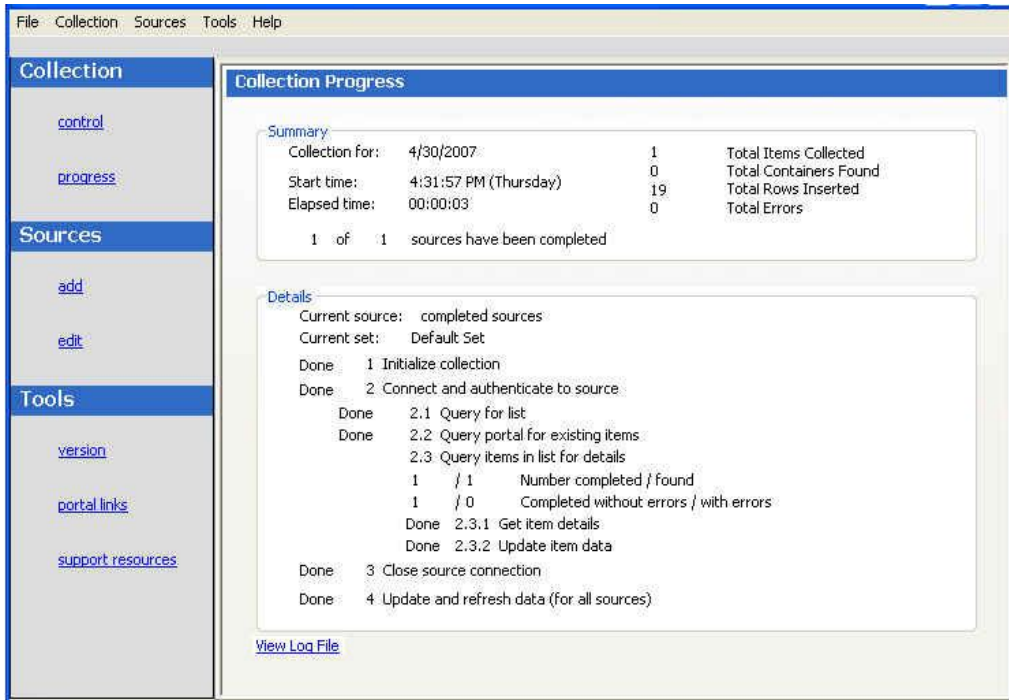 File Collection Sources Tools Help
Collection
control
progress
Sources
add
edit
Tools
version
portal links
support resources
Collection Progress
Summary
Collection for: 4/30/2007
Start time: 4:31:57 PM (Thursday)
Elapsed time: 00:00:03
1 Total Items Collected
0 Total Containers Found
19 Total Rows Inserted
0 Total Errors
1 of 1 sources have been completed
Details
Current source: completed sources
Current set: Default Set
Done 1 Initialize collection
Done 2 Connect and authenticate to source
Done 2.1 Query for list
Done 2.2 Query portal for existing items
2.3 Query items in list for details
1 / 1 Number completed / found
1 / 0 Completed without errors / with errors
Done 2.3.1 Get item details
Done 2.3.2 Update item data
Done 3 Close source connection
Done 4 Update and refresh data (for all sources)
View Log File